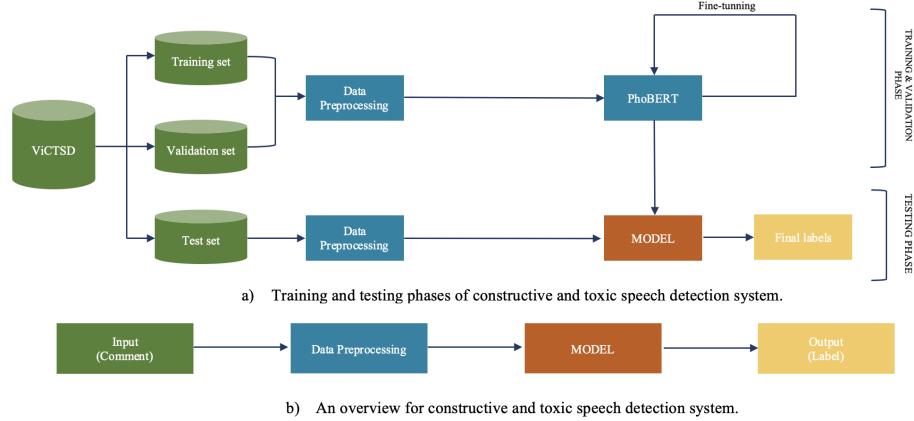 Fine-tunning
Training set
Data
Preprocessing
PhoBERT
TRAINING & VALIDATION
PHASE
ViCTSD
Validation set
Test set
Data
Preprocessing
MODEL
Final labels
TESTING PHASE
a) Training and testing phases of constructive and toxic speech detection system.
Input
(Comment)
Data Preprocessing
MODEL
Output
(Label)
b) An overview for constructive and toxic speech detection system.